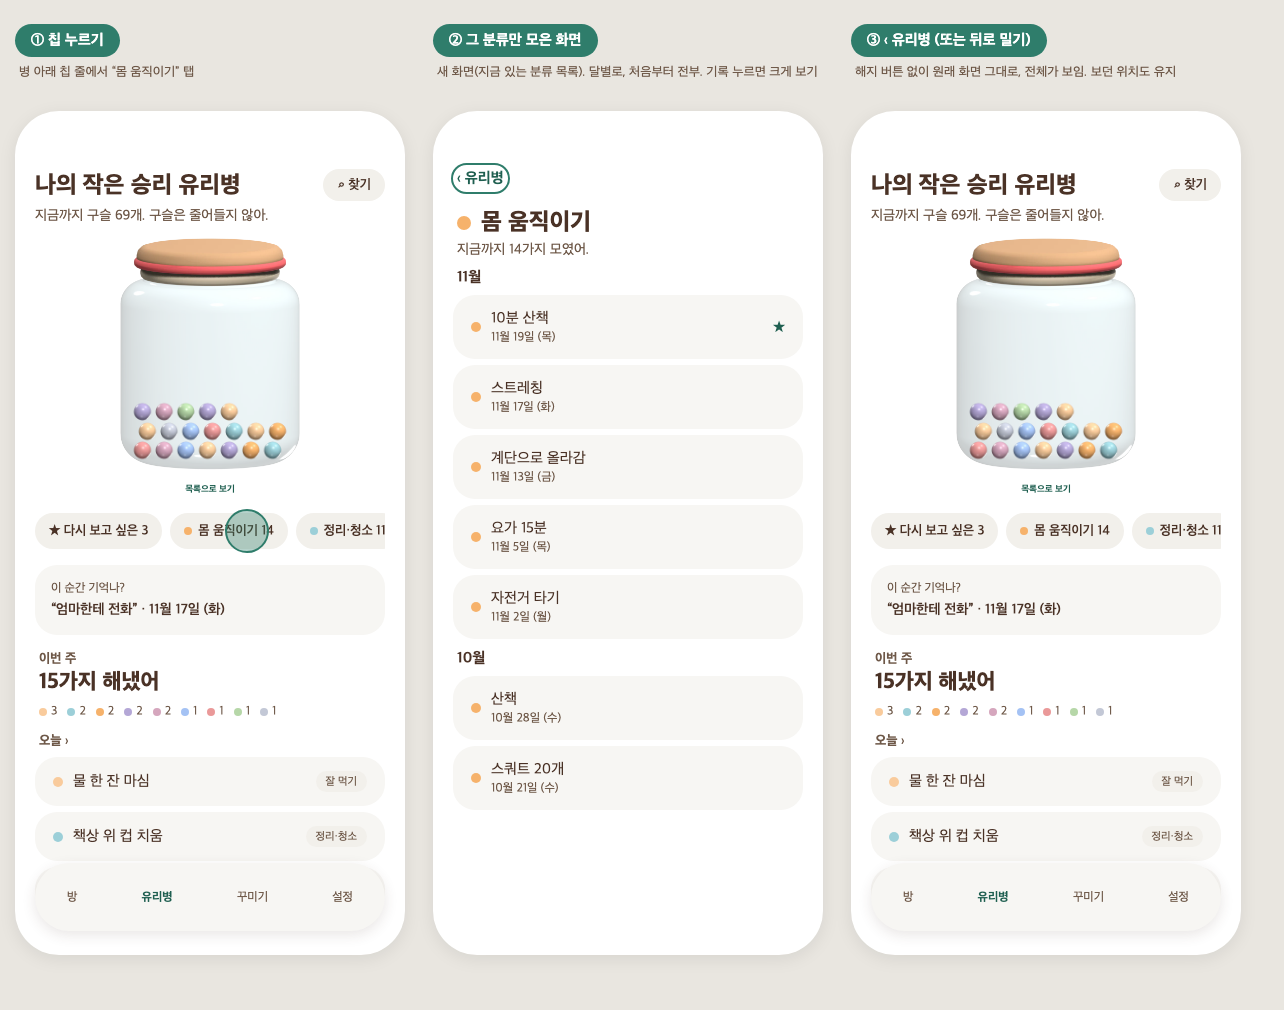 ① 칩 누르기
병 아래 칩 줄에서 "몸 움직이기" 탭
나의 작은 승리 유리병
⌕ 찾기
지금까지 구슬 69개. 구슬은 줄어들지 않아.
목록으로 보기
★ 다시 보고 싶은 3
몸 움직이기 14
정리·청소 11
이 순간 기억나?
“엄마한테 전화” · 11월 17일 (화)
이번 주
15가지 해냈어
3 2 2 2 2 1 1 1 1
오늘 ›
물 한 잔 마심
잘 먹기
책상 위 컵 치움
정리·청소
방
유리병
꾸미기
설정
② 그 분류만 모은 화면
새 화면(지금 있는 분류 목록). 달별로, 처음부터 전부. 기록 누르면 크게 보기
‹ 유리병
몸 움직이기
지금까지 14가지 모였어.
11월
10분 산책
11월 19일 (목)
★
스트레칭
11월 17일 (화)
계단으로 올라감
11월 13일 (금)
요가 15분
11월 5일 (목)
자전거 타기
11월 2일 (월)
10월
산책
10월 28일 (수)
스쿼트 20개
10월 21일 (수)
③ ‹ 유리병 (또는 뒤로 밀기)
해지 버튼 없이 원래 화면 그대로, 전체가 보임. 보던 위치도 유지
나의 작은 승리 유리병
⌕ 찾기
지금까지 구슬 69개. 구슬은 줄어들지 않아.
목록으로 보기
★ 다시 보고 싶은 3
몸 움직이기 14
정리·청소 11
이 순간 기억나?
“엄마한테 전화” · 11월 17일 (화)
이번 주
15가지 해냈어
3 2 2 2 2 1 1 1 1
오늘 ›
물 한 잔 마심
잘 먹기
책상 위 컵 치움
정리·청소
방
유리병
꾸미기
설정